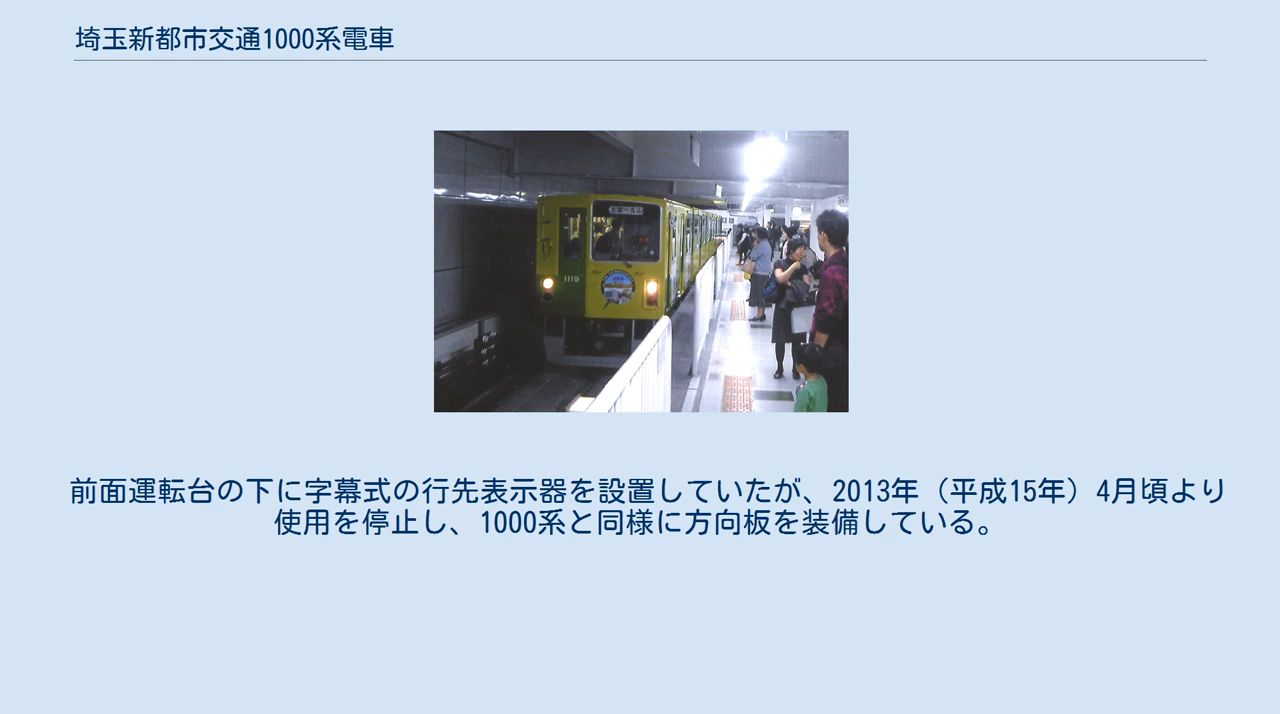 埼玉新都市交通1000系電車
1119
前面運転台の下に字幕式の行先表示器を設置していたが、2013年（平成15年）4月頃より
使用を停止し、1000系と同様に方向板を装備している。